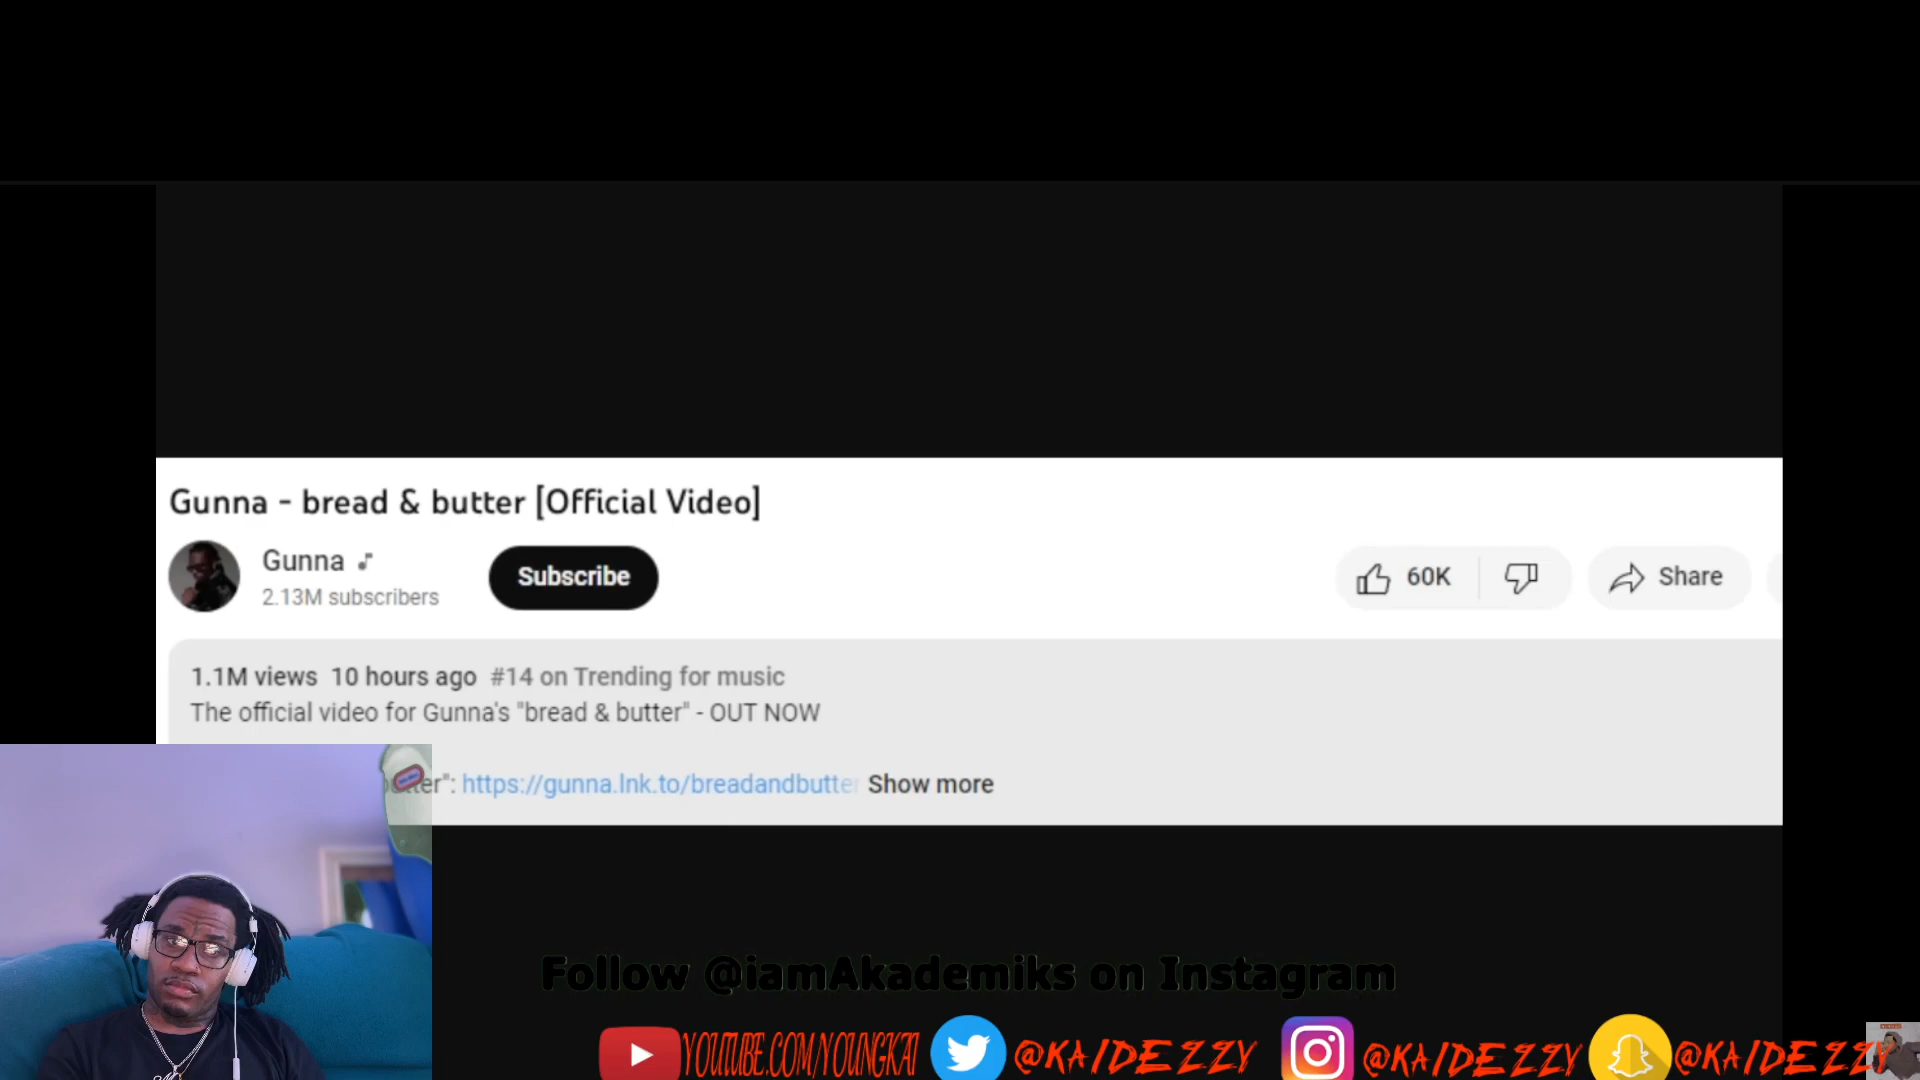 Gunna - bread & butter [Official Video]
Gunna
2.13M subscribers
Subscribe
60K
Share
1.1M views 10 hours ago #14 on Trending for music
The official video for Gunna's "bread & butter" - OUT NOW
https://gunna.lnk.to/breadandbutter Show more
Follow @iamAkademiks on Instagram
YOUTUBE.COM/YOUNGKAI @KAIDEZZY @KAIDEZZY @KAIDEZZY